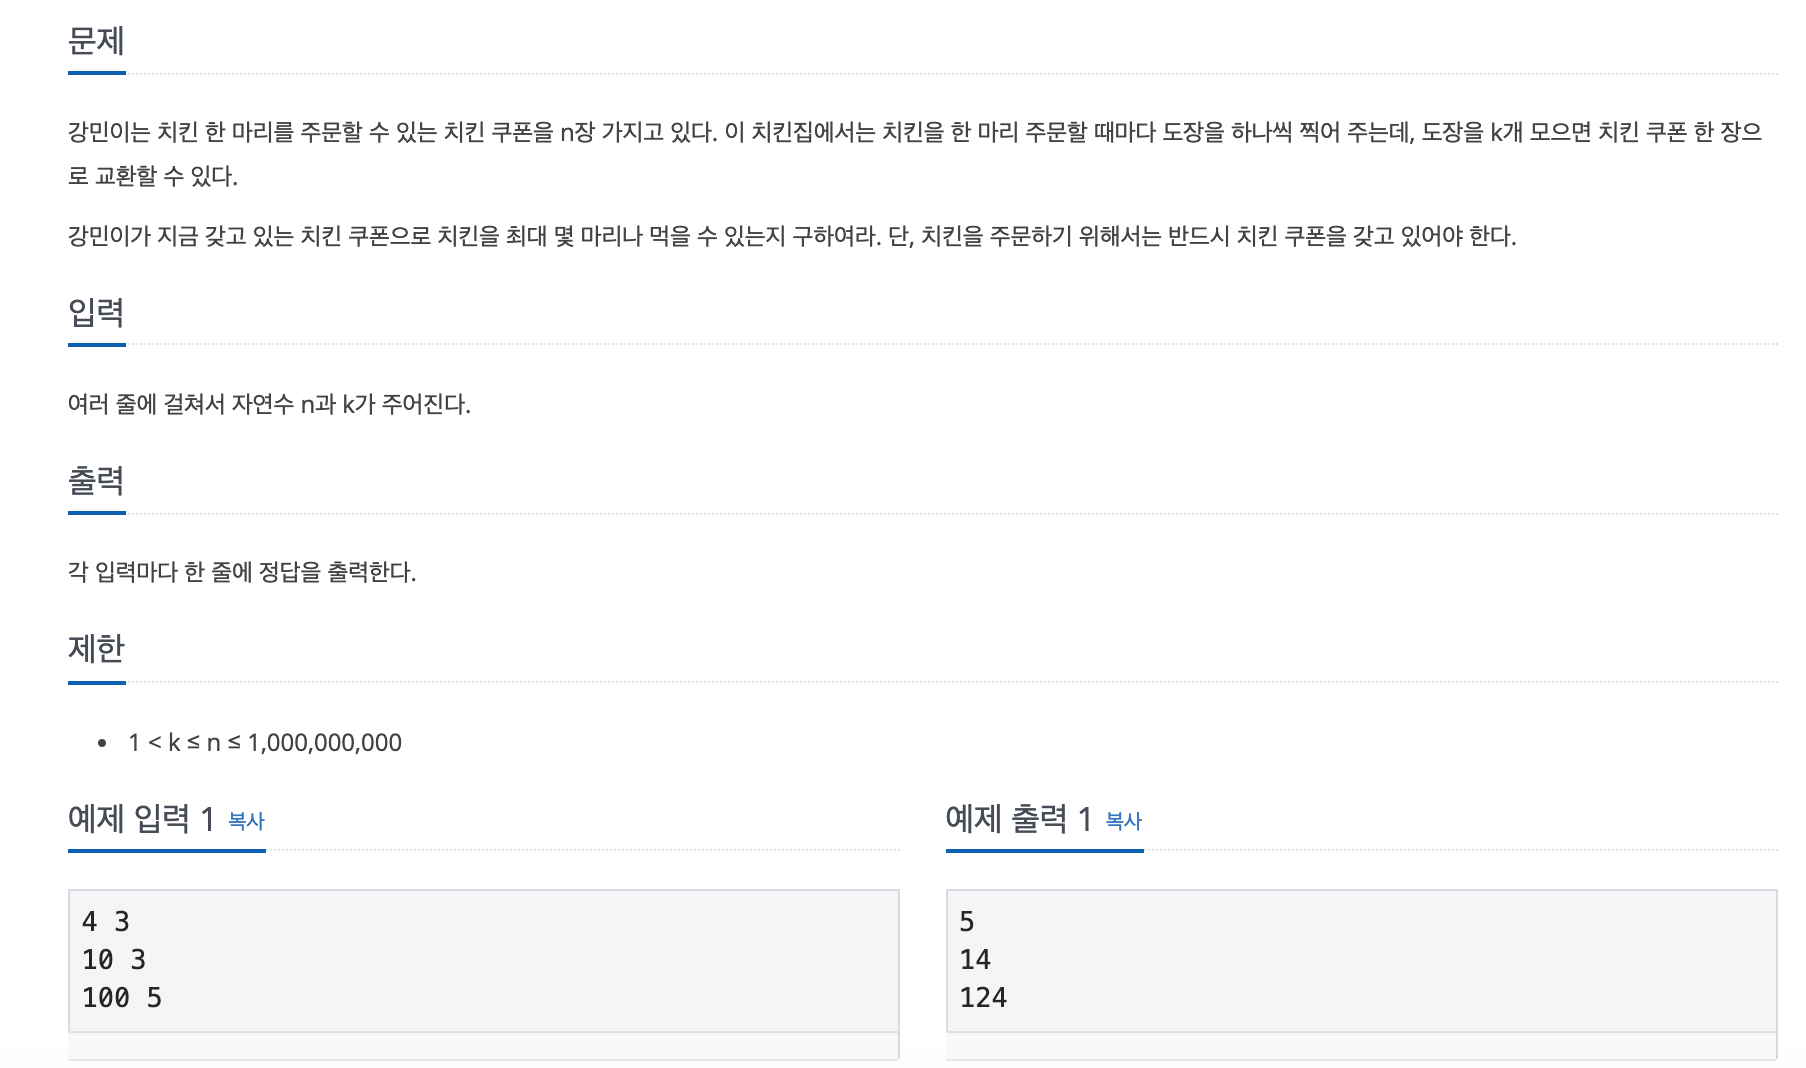 문제
강민이는 치킨 한 마리를 주문할 수 있는 치킨 쿠폰을 n장 가지고 있다. 이 치킨집에서는 치킨을 한 마리 주문할 때마다 도장을 하나씩 찍어 주는데, 도장을 k개 모으면 치킨 쿠폰 한 장으
로 교환할 수 있다.
강민이가 지금 갖고 있는 치킨 쿠폰으로 치킨을 최대 몇 마리나 먹을 수 있는지 구하여라. 단, 치킨을 주문하기 위해서는 반드시 치킨 쿠폰을 갖고 있어야 한다.
입력
여러 줄에 걸쳐서 자연수 n과 k가 주어진다.
출력
각 입력마다 한 줄에 정답을 출력한다.
제한
• 1 < k ≤ n ≤ 1,000,000,000
예제 입력 1 복사
4 3
10 3
100 5
예제 출력 1 복사
5
14
124